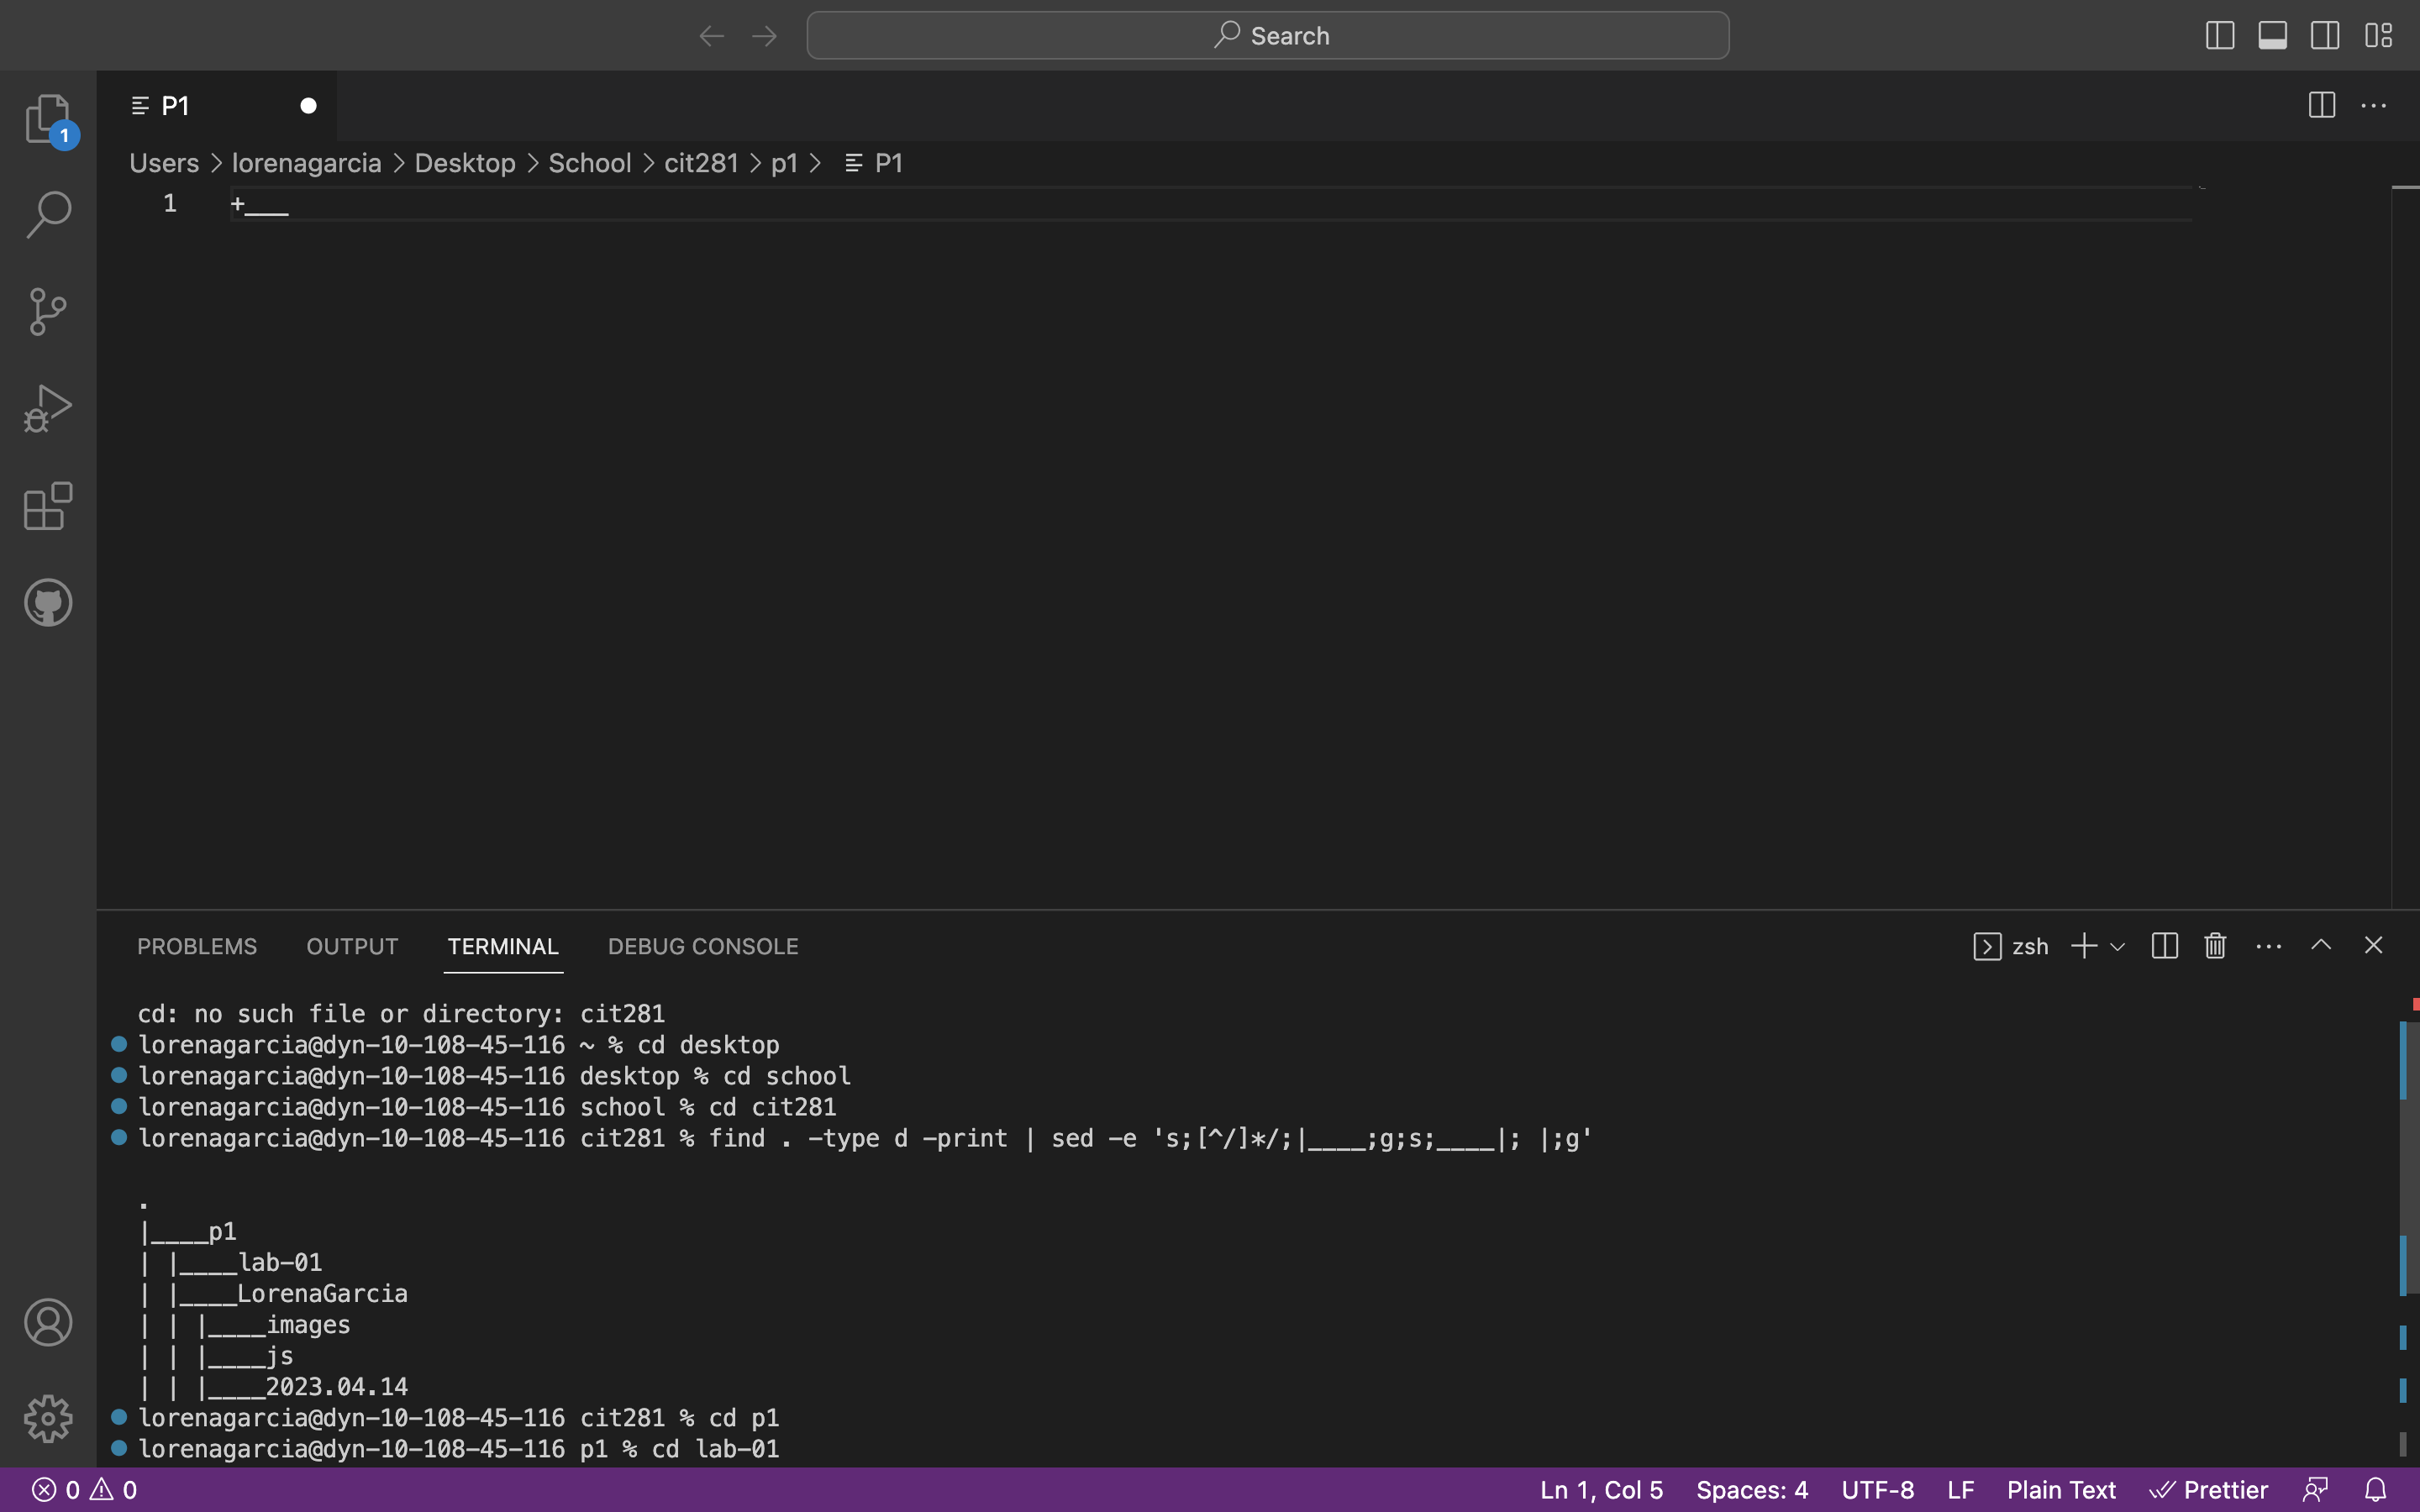 Search
1
P1
Users > lorenagarcia > Desktop > School > cit281 > p1 > P1
1 +____
PROBLEMS OUTPUT TERMINAL DEBUG CONSOLE
zsh
cd: no such file or directory: cit281
lorenagarcia@dyn-10-108-45-116 ~ % cd desktop
lorenagarcia@dyn-10-108-45-116 desktop % cd school
lorenagarcia@dyn-10-108-45-116 school % cd cit281
lorenagarcia@dyn-10-108-45-116 cit281 % find . -type d -print | sed -e 's;[^/]*/;|____;g;s;____|; |;g'
.
|____p1
| |____lab-01
| |____LorenaGarcia
| | |____images
| | |____js
| | |____2023.04.14
lorenagarcia@dyn-10-108-45-116 cit281 % cd p1
lorenagarcia@dyn-10-108-45-116 p1 % cd lab-01
0 0 Ln 1, Col 5 Spaces: 4 UTF-8 LF Plain Text Prettier